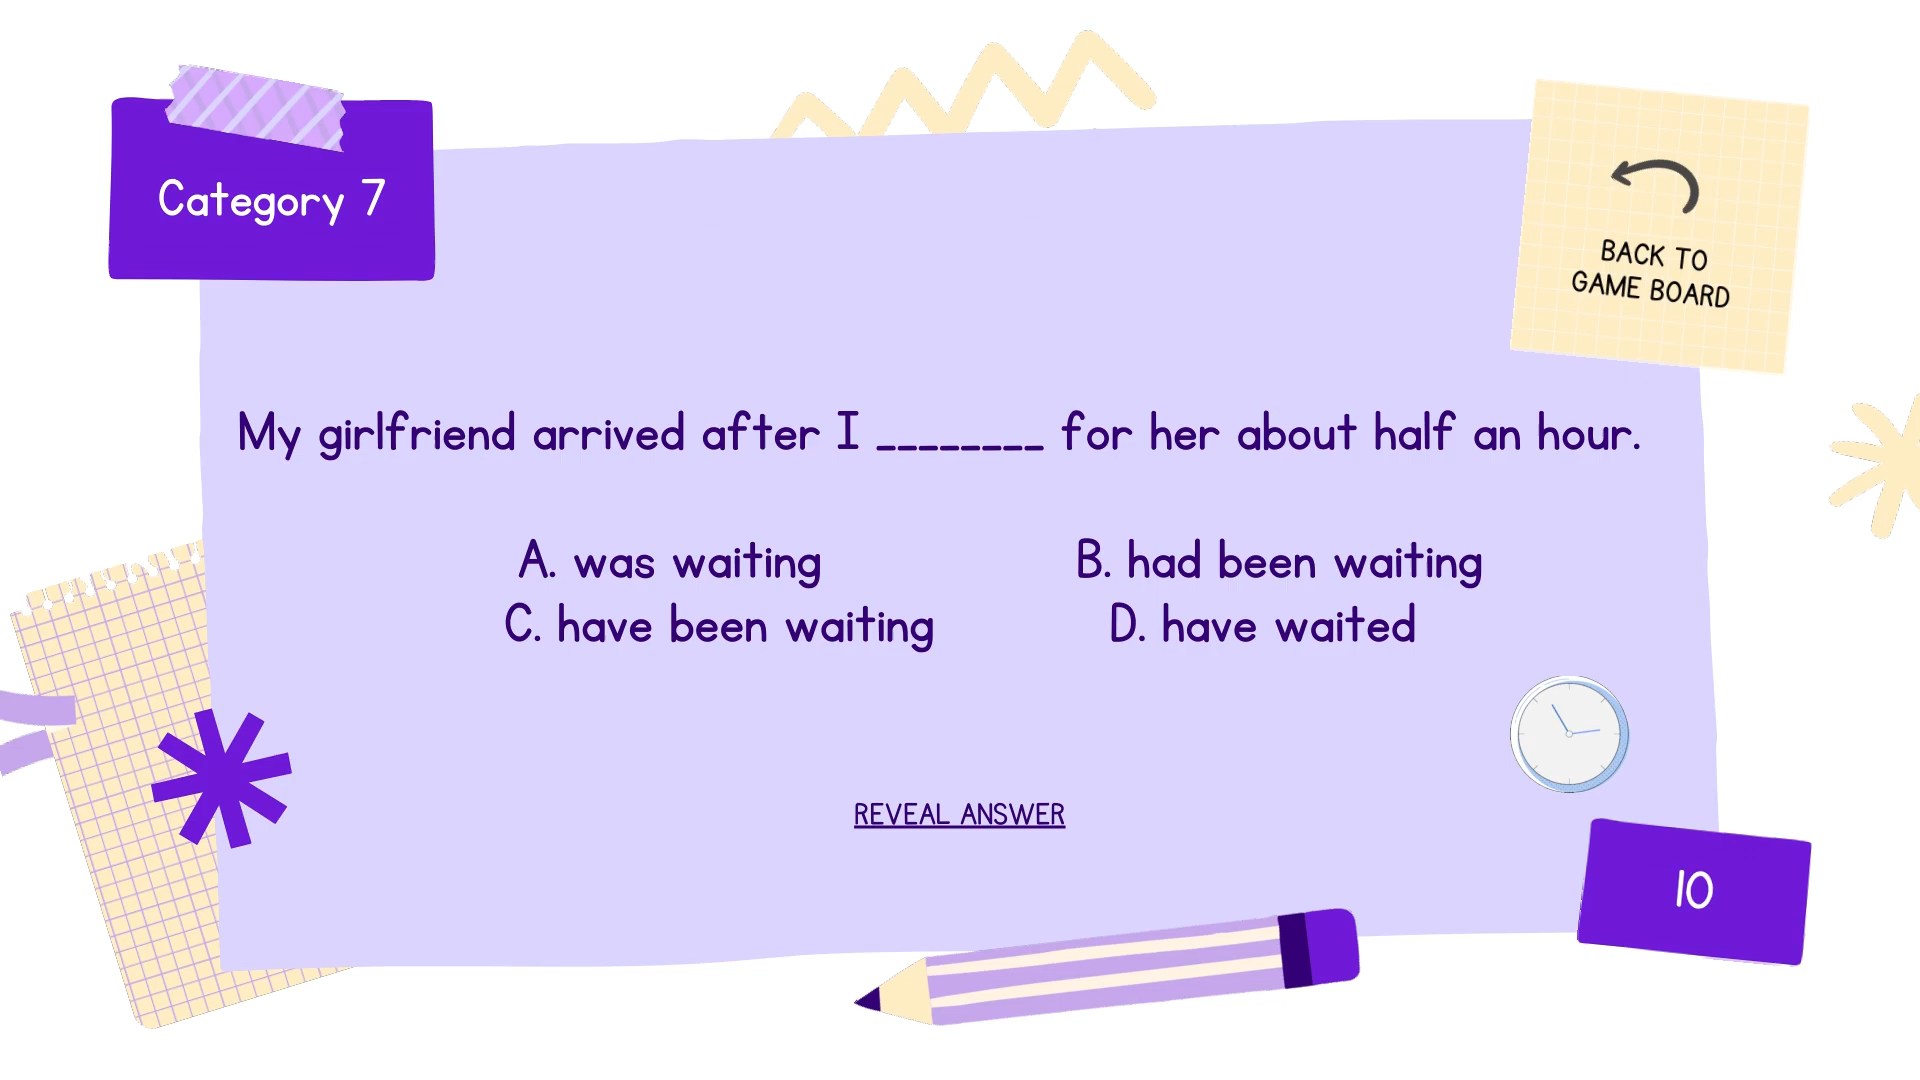 Category 7
BACK TO
GAME BOARD
My girlfriend arrived after I ________ for her about half an hour.
A. was waiting B. had been waiting
C. have been waiting D. have waited
REVEAL ANSWER
10